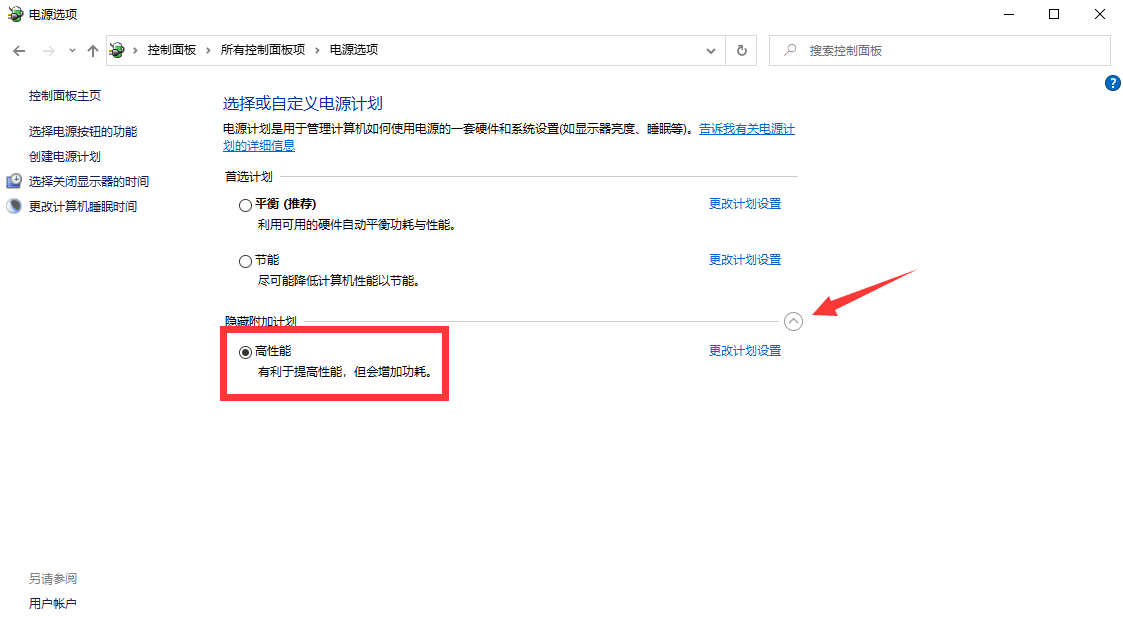 电源选项
控制面板 › 所有控制面板项 › 电源选项
搜索控制面板
控制面板主页
选择电源按钮的功能
创建电源计划
选择关闭显示器的时间
更改计算机睡眠时间
选择或自定义电源计划
电源计划是用于管理计算机如何使用电源的一套硬件和系统设置(如显示器亮度、睡眠等)。告诉我有关电源计
划的详细信息
首选计划
平衡 (推荐) 更改计划设置
利用可用的硬件自动平衡功耗与性能。
节能 更改计划设置
尽可能降低计算机性能以节能。
隐藏附加计划
高性能 更改计划设置
有利于提高性能，但会增加功耗。
另请参阅
用户帐户